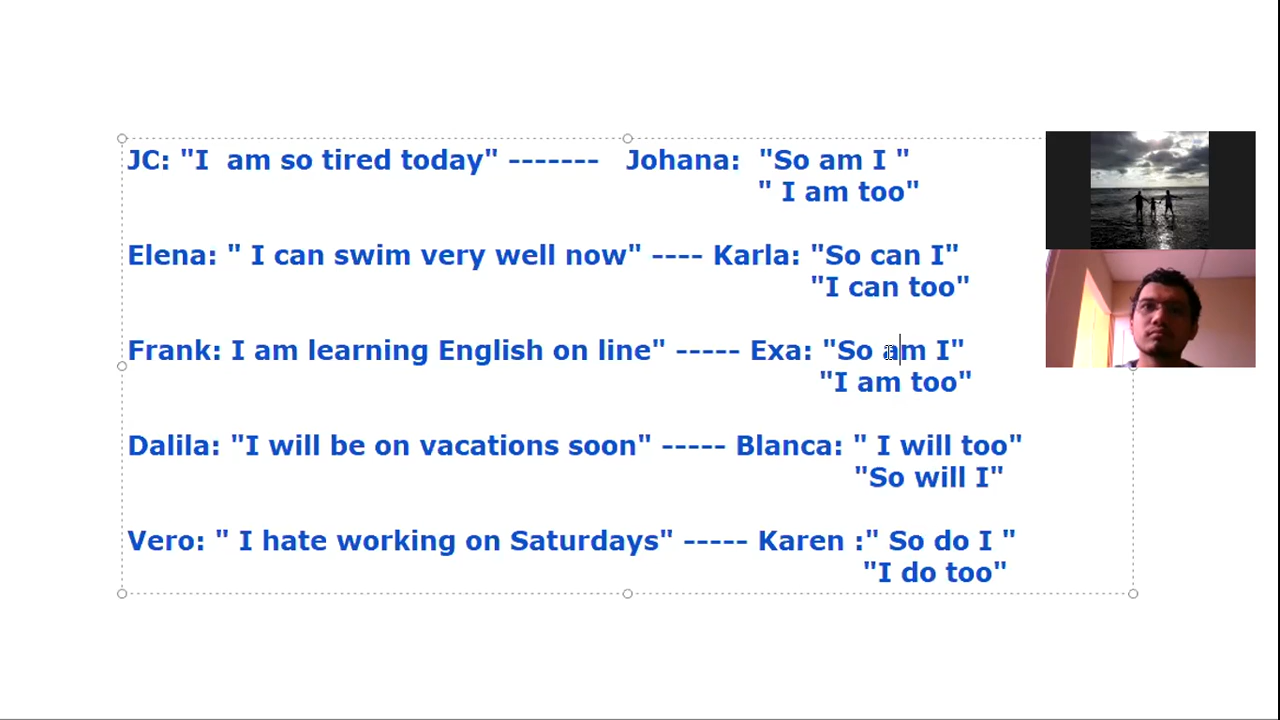 JC: "I  am so tired today" -------   Johana:  "So am I "
" I am too"
Elena: " I can swim very well now" ---- Karla: "So can I"
"I can too"
Frank: I am learning English on line" ----- Exa: "So am I"
"I am too"
Dalila: "I will be on vacations soon" ----- Blanca: " I will too"
"So will I"
Vero: " I hate working on Saturdays" ----- Karen :" So do I "
"I do too"